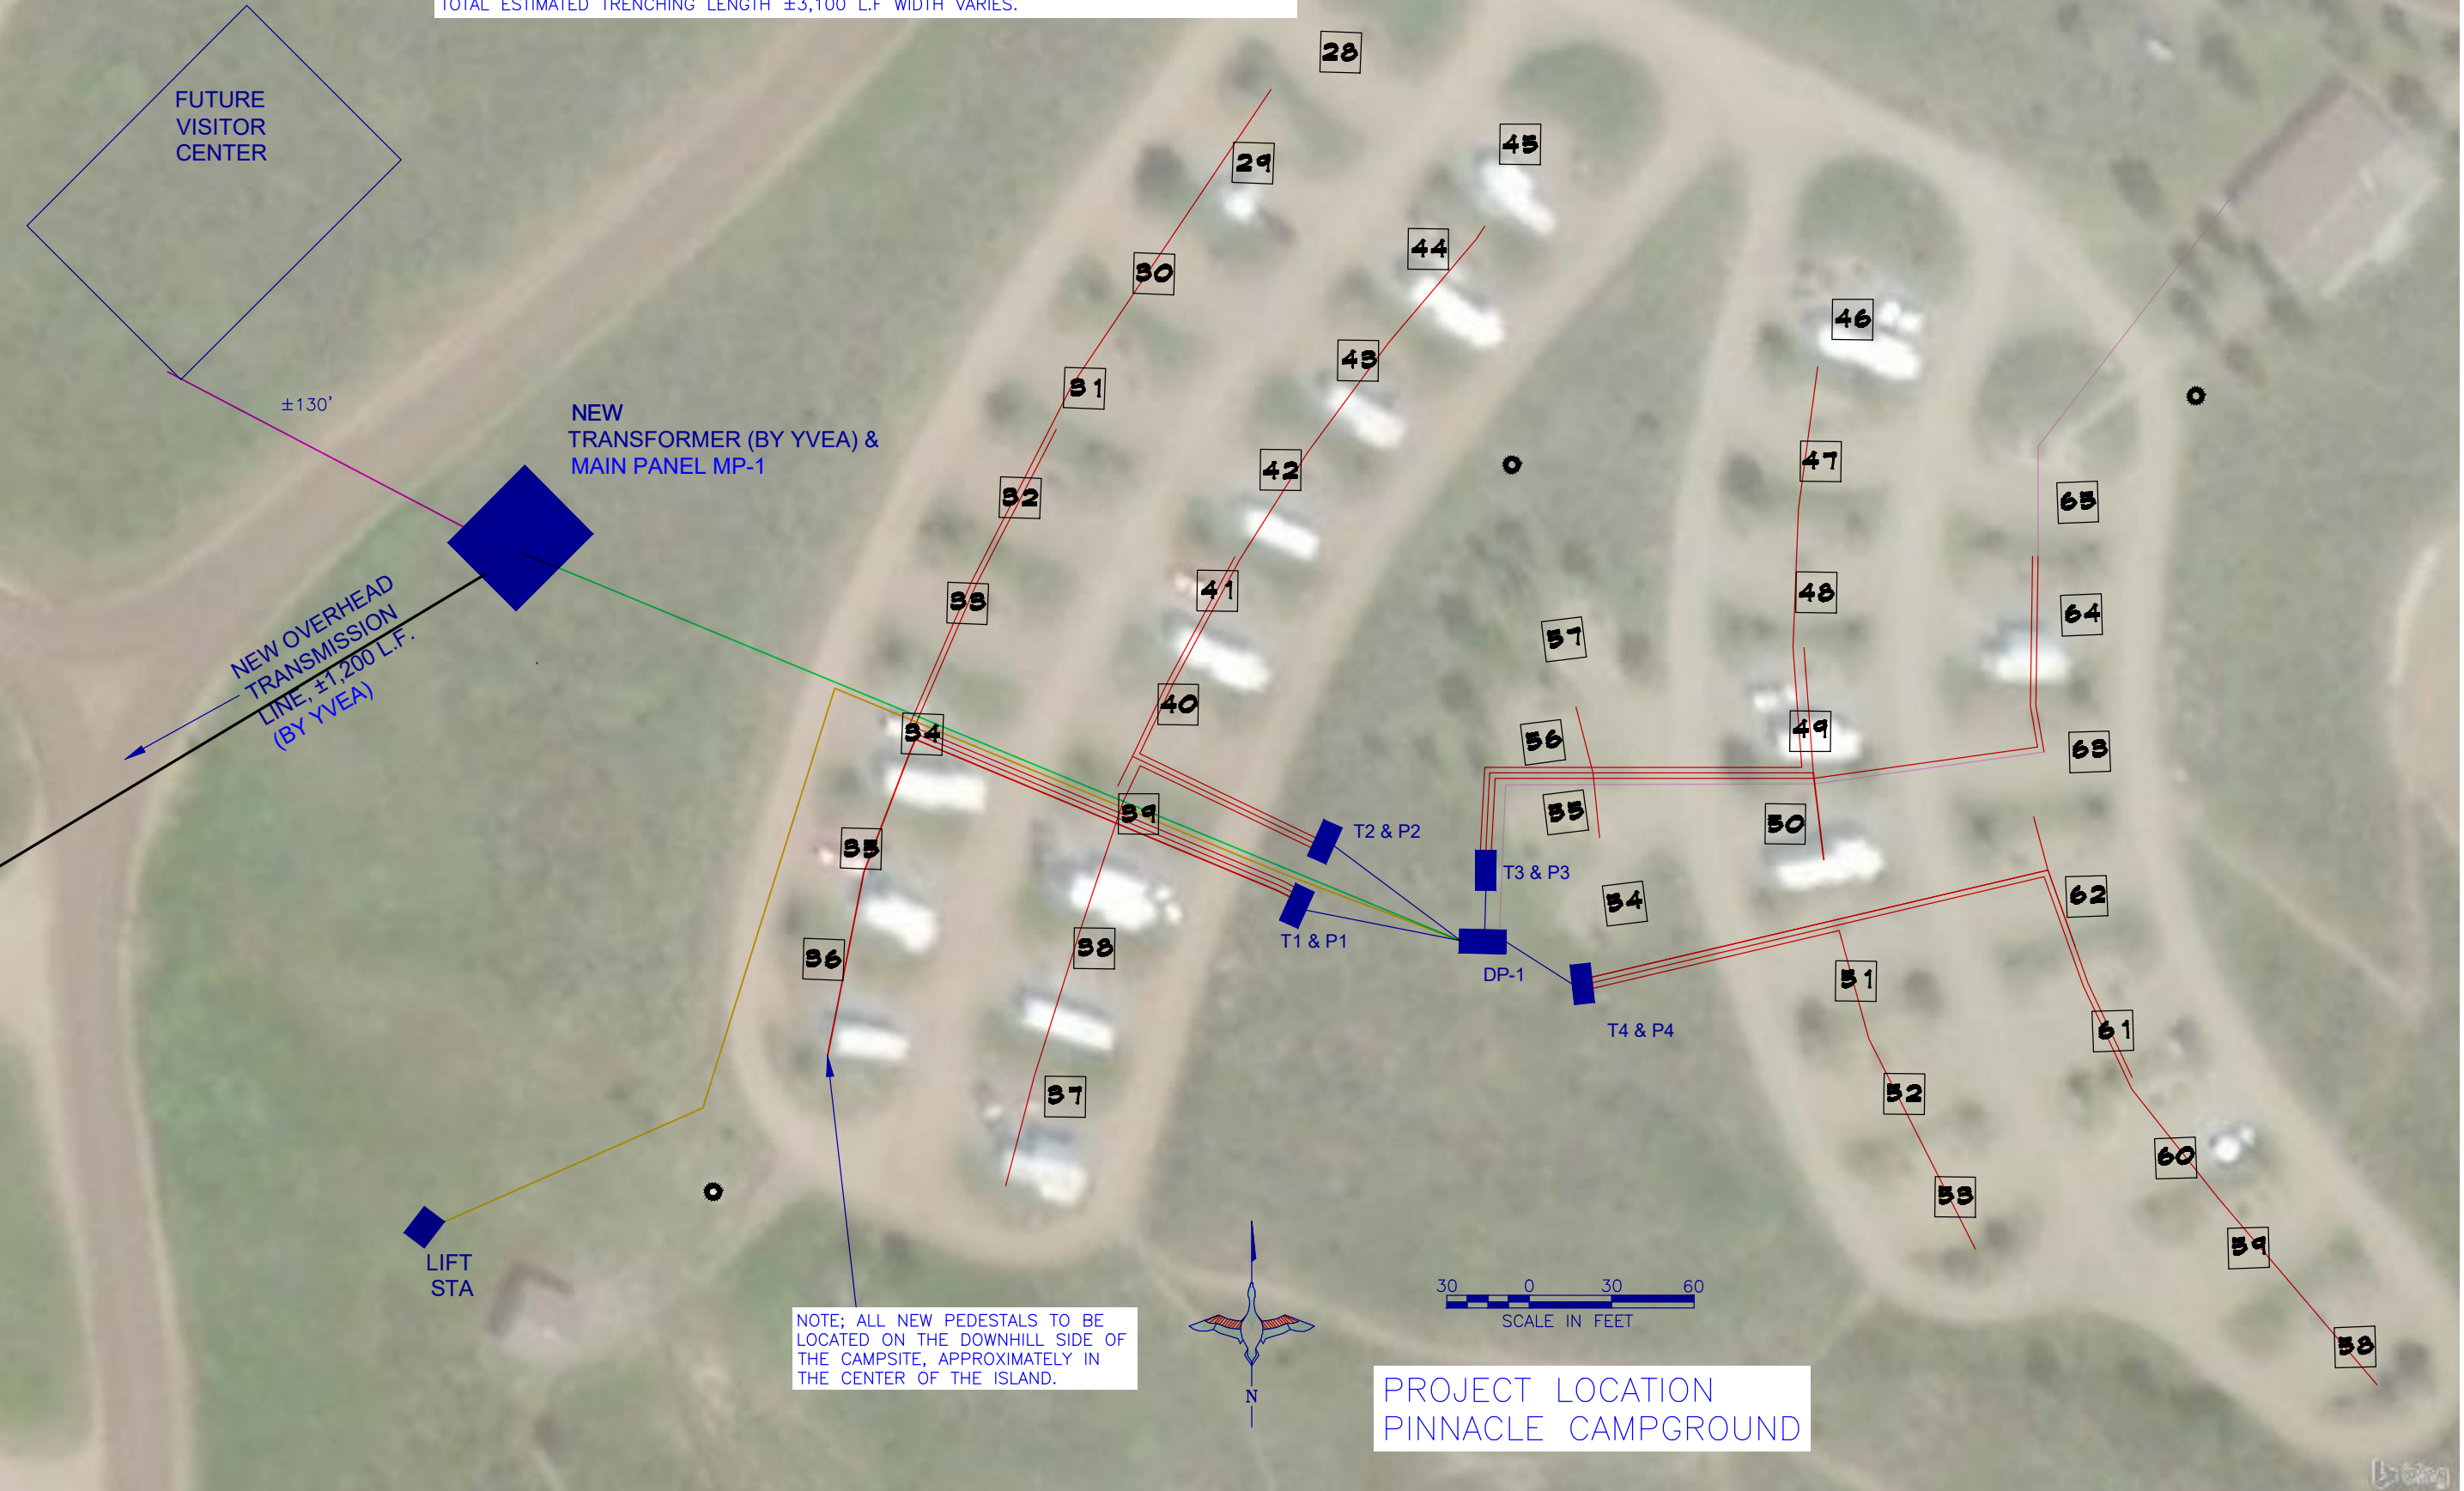 TOTAL ESTIMATED TRENCHING LENGTH ±3,100 L.F WIDTH VARIES.
FUTURE
VISITOR
CENTER
±130'
NEW
TRANSFORMER (BY YVEA) &
MAIN PANEL MP-1
NEW OVERHEAD
TRANSMISSION
LINE, ±1,200 L.F.
(BY YVEA)
28
29
30
31
32
33
34
35
36
45
44
43
42
41
40
39
38
37
46
47
48
49
50
57
56
55
54
65
64
63
62
61
60
59
58
51
52
53
T2 & P2
T1 & P1
T3 & P3
DP-1
T4 & P4
LIFT
STA
NOTE; ALL NEW PEDESTALS TO BE
LOCATED ON THE DOWNHILL SIDE OF
THE CAMPSITE, APPROXIMATELY IN
THE CENTER OF THE ISLAND.
N
30 0 30 60
SCALE IN FEET
PROJECT LOCATION
PINNACLE CAMPGROUND
bing